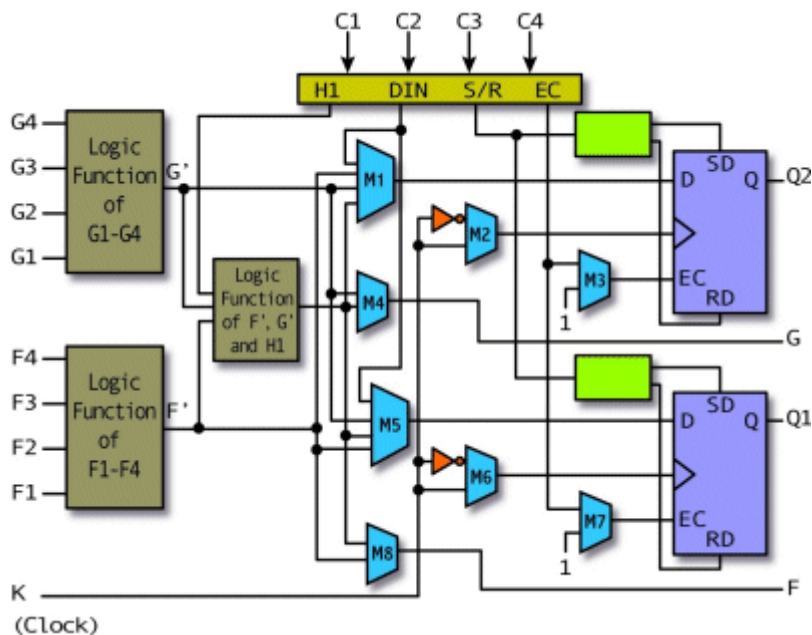 C1 C2 C3 C4
H1 DIN S/R EC
G4
G3
G2
G1
Logic
Function
of
G1-G4
G’
M1
SD
D Q
Q2
M2
EC
RD
M3
1
Logic
Function
of F’, G’
and H1
M4
G
F4
F3
F2
F1
Logic
Function
of
F1-F4
F’
M5
SD
D Q
Q1
M6
EC
RD
M7
1
M8
F
K
(Clock)